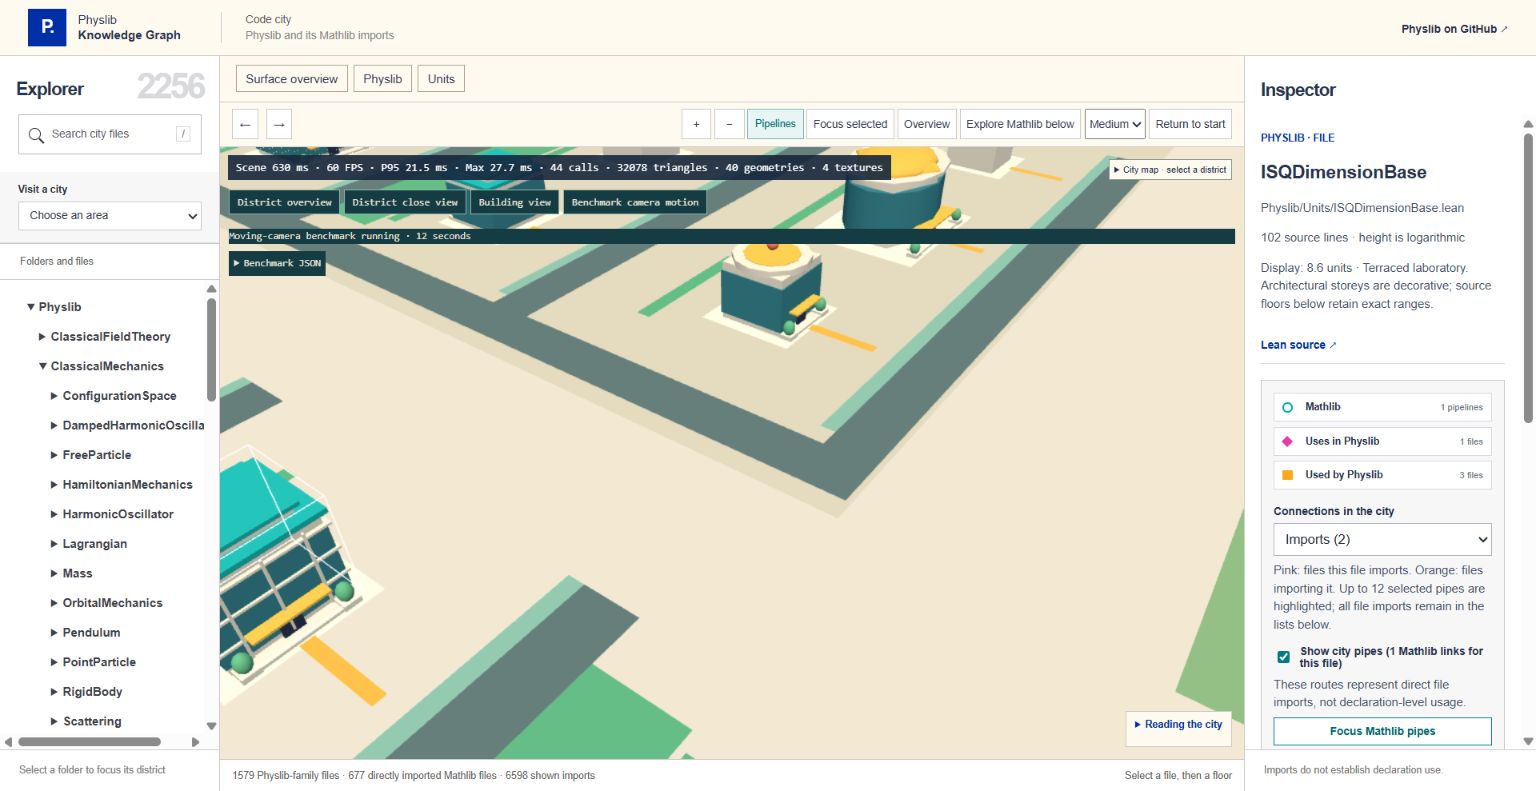 P.
Physlib
Knowledge Graph
Code city
Physlib and its Mathlib imports
Physlib on GitHub ↗
Explorer
2256
Search city files
/
Visit a city
Choose an area
Folders and files
▼ Physlib
▶ ClassicalFieldTheory
▼ ClassicalMechanics
▶ ConfigurationSpace
▶ DampedHarmonicOscilla
▶ FreeParticle
▶ HamiltonianMechanics
▶ HarmonicOscillator
▶ Lagrangian
▶ Mass
▶ OrbitalMechanics
▶ Pendulum
▶ PointParticle
▶ RigidBody
▶ Scattering
Select a folder to focus its district
Surface overview
Physlib
Units
←
→
+
−
Pipelines
Focus selected
Overview
Explore Mathlib below
Medium
Return to start
Scene 630 ms · 60 FPS · P95 21.5 ms · Max 27.7 ms · 44 calls · 32078 triangles · 40 geometries · 4 textures
▶ City map · select a district
District overview
District close view
Building view
Benchmark camera motion
Moving-camera benchmark running · 12 seconds
▶ Benchmark JSON
▶ Reading the city
1579 Physlib-family files · 677 directly imported Mathlib files · 6598 shown imports
Select a file, then a floor
Inspector
PHYSLIB · FILE
ISQDimensionBase
Physlib/Units/ISQDimensionBase.lean
102 source lines · height is logarithmic
Display: 8.6 units · Terraced laboratory.
Architectural storeys are decorative; source
floors below retain exact ranges.
Lean source ↗
Mathlib
1 pipelines
Uses in Physlib
1 files
Used by Physlib
3 files
Connections in the city
Imports (2)
Pink: files this file imports. Orange: files
importing it. Up to 12 selected pipes are
highlighted; all file imports remain in the
lists below.
Show city pipes (1 Mathlib links for
this file)
These routes represent direct file
imports, not declaration-level usage.
Focus Mathlib pipes
Imports do not establish declaration use.